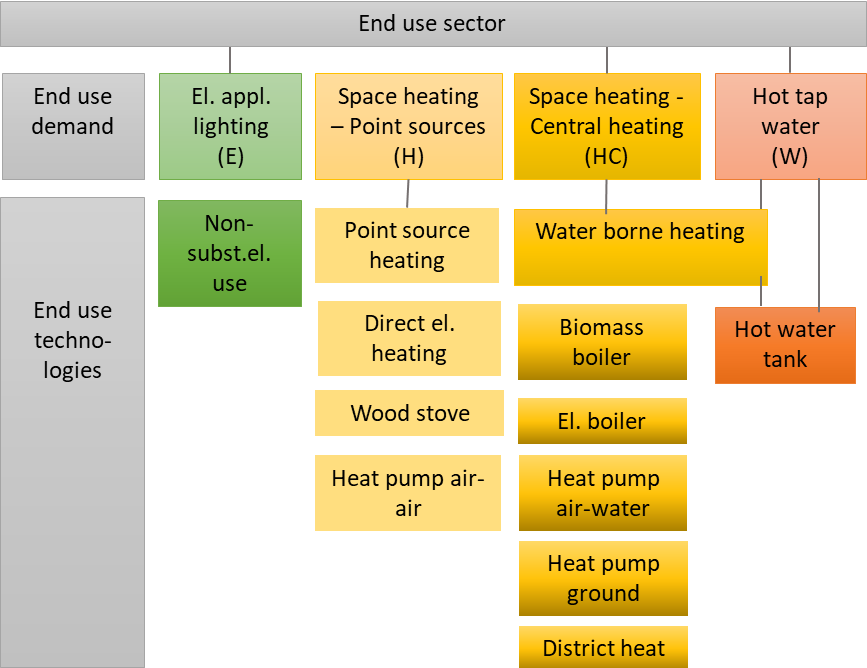 End use sector
End use
demand
El. appl.
lighting
(E)
Space heating
– Point sources
(H)
Space heating -
Central heating
(HC)
Hot tap
water
(W)
End use
techno-
logies
Non-
subst.el.
use
Point source
heating
Direct el.
heating
Wood stove
Heat pump air-
air
Water borne heating
Biomass
boiler
El. boiler
Heat pump
air-water
Heat pump
ground
District heat
Hot water
tank